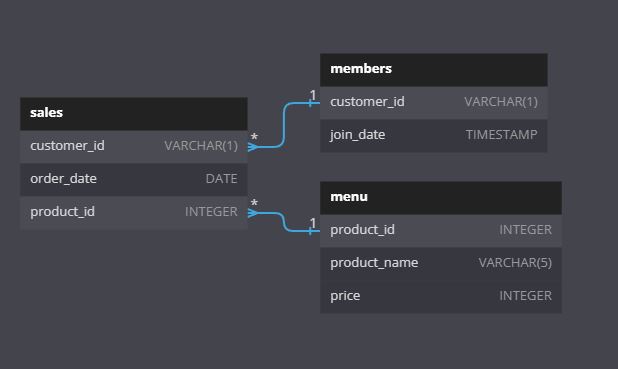 sales
customer_id VARCHAR(1)
order_date DATE
product_id INTEGER
*
*
1
1
members
customer_id VARCHAR(1)
join_date TIMESTAMP
menu
product_id INTEGER
product_name VARCHAR(5)
price INTEGER